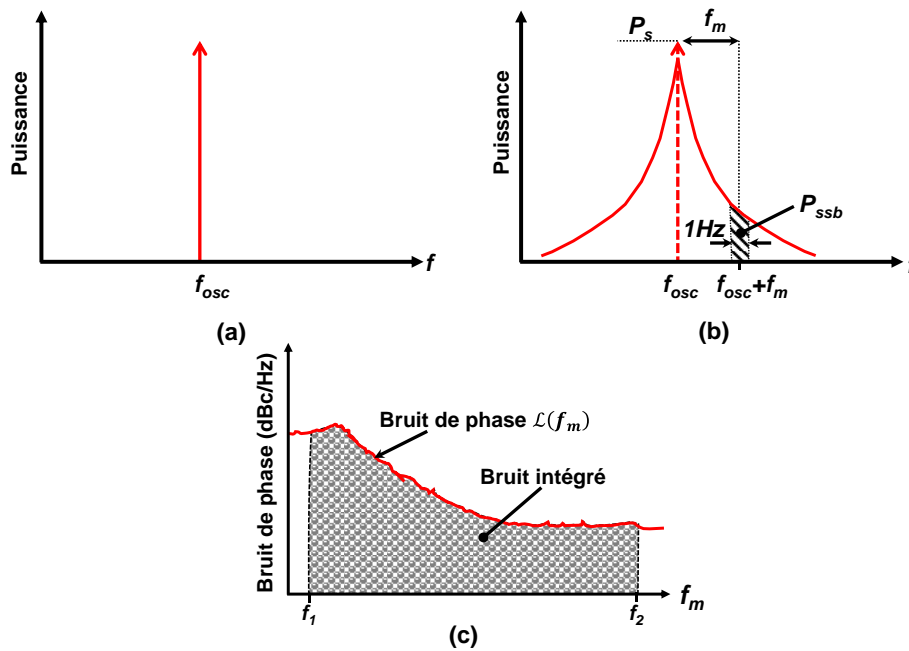 Puissance
f
f_osc
(a)
Puissance
P_s
f_m
P_ssb
1Hz
f_osc
f_osc+f_m
(b)
Bruit de phase (dBc/Hz)
Bruit de phase ℒ(f_m)
Bruit intégré
f_1
f_2
f_m
(c)